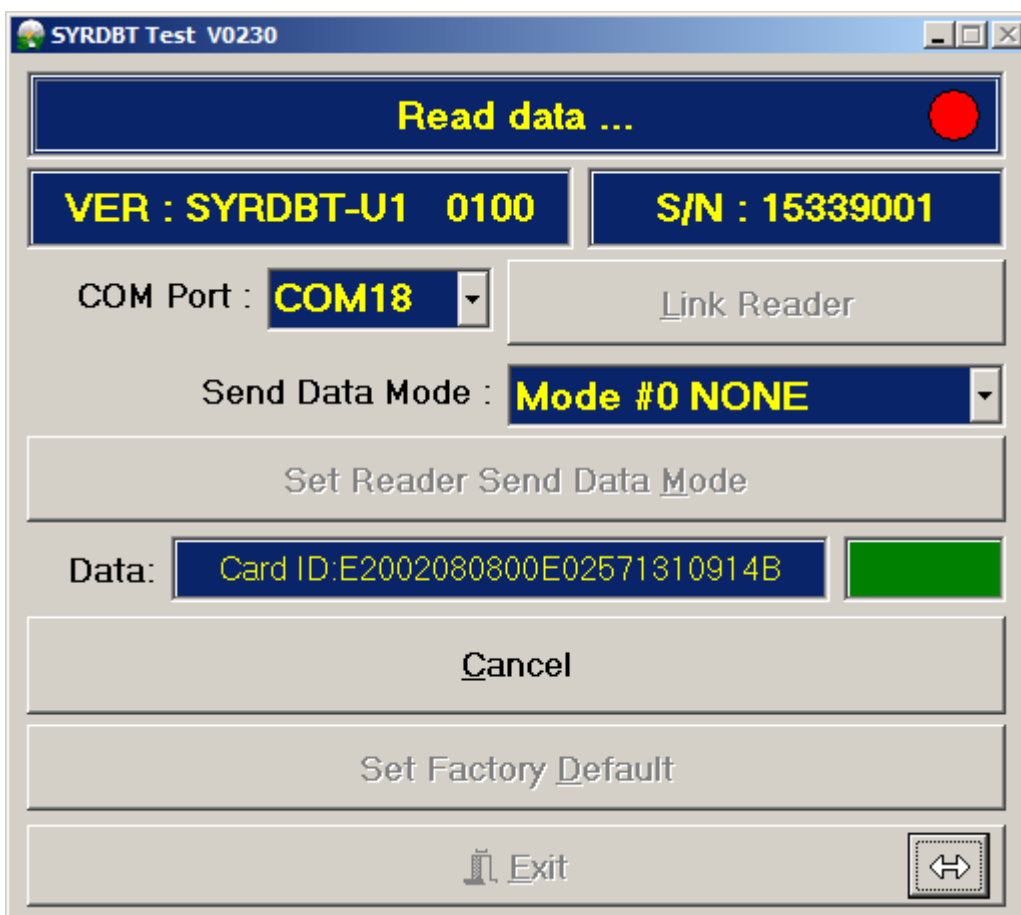 SYRDBT Test V0230
Read data ...
VER : SYRDBT-U1 0100
S/N : 15339001
COM Port : COM18
Link Reader
Send Data Mode : Mode #0 NONE
Set Reader Send Data Mode
Data: Card ID:E2002080800E02571310914B
Cancel
Set Factory Default
Exit